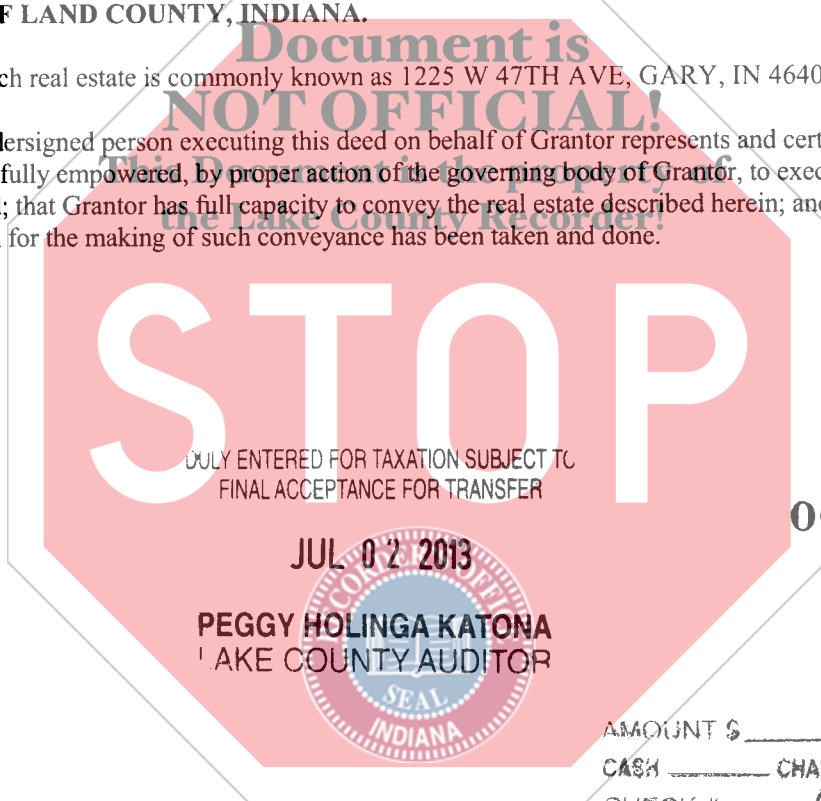 F LAND COUNTY, INDIANA.
Document is
ch real estate is commonly known as 1225 W 47TH AVE, GARY, IN 4640
NOT OFFICIAL!
dersigned person executing this deed on behalf of Grantor represents and cert
This Document is the property of
fully empowered, by proper action of the governing body of Grantor, to exec
; that Grantor has full capacity to convey the real estate described herein; and
the Lake County Recorder!
for the making of such conveyance has been taken and done.
STOP
DULY ENTERED FOR TAXATION SUBJECT TO
FINAL ACCEPTANCE FOR TRANSFER
JUL 02 2013
RECORDER OFFICE
PEGGY HOLINGA KATONA
LAKE COUNTY AUDITOR
SEAL
INDIANA
AMOUNT $
CASH CHA